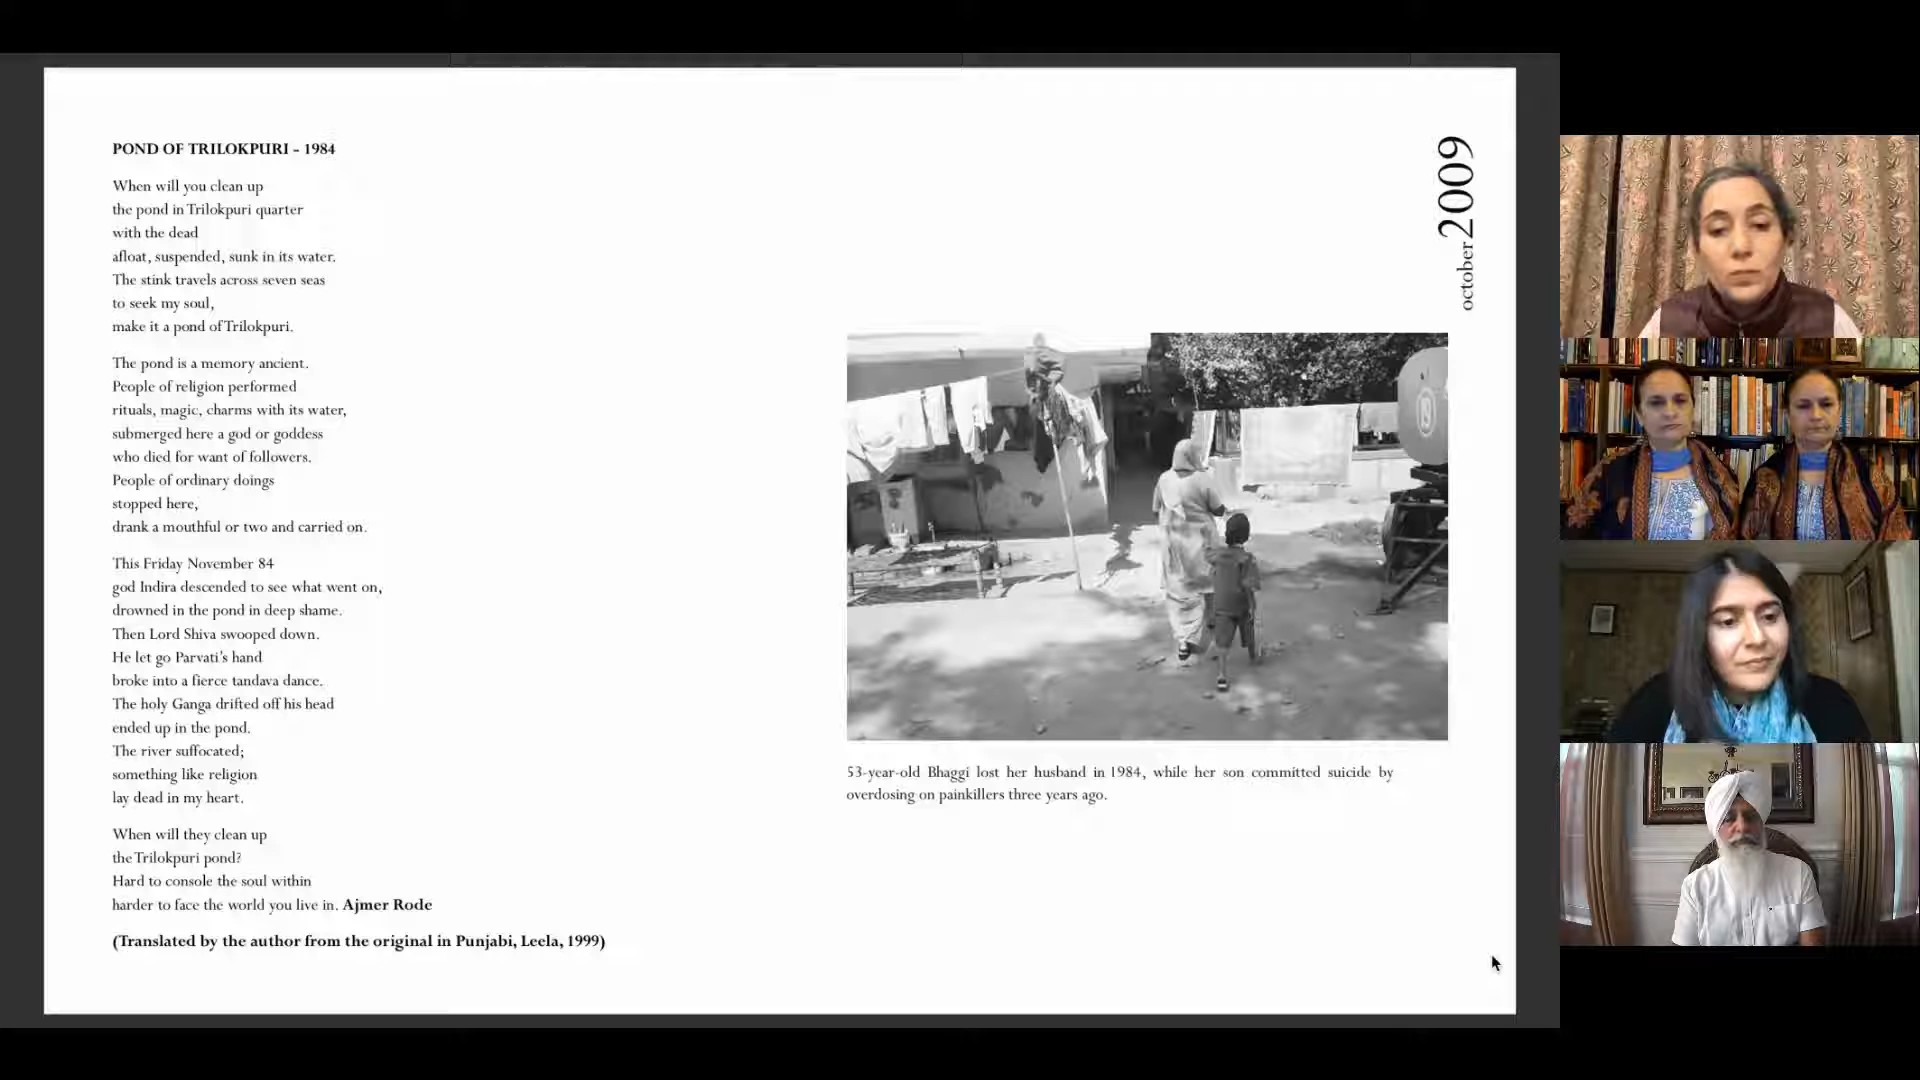 POND OF TRILOKPURI - 1984
When will you clean up
the pond in Trilokpuri quarter
with the dead
afloat, suspended, sunk in its water.
The stink travels across seven seas
to seek my soul,
make it a pond of Trilokpuri.
The pond is a memory ancient.
People of religion performed
rituals, magic, charms with its water,
submerged here a god or goddess
who died for want of followers.
People of ordinary doings
stopped here,
drank a mouthful or two and carried on.
This Friday November 84
god Indira descended to see what went on,
drowned in the pond in deep shame.
Then Lord Shiva swooped down.
He let go Parvati's hand
broke into a fierce tandava dance.
The holy Ganga drifted off his head
ended up in the pond.
The river suffocated;
something like religion
lay dead in my heart.
When will they clean up
the Trilokpuri pond?
Hard to console the soul within
harder to face the world you live in. Ajmer Rode
(Translated by the author from the original in Punjabi, Leela, 1999)
october 2009
53-year-old Bhaggi lost her husband in 1984, while her son committed suicide by
overdosing on painkillers three years ago.